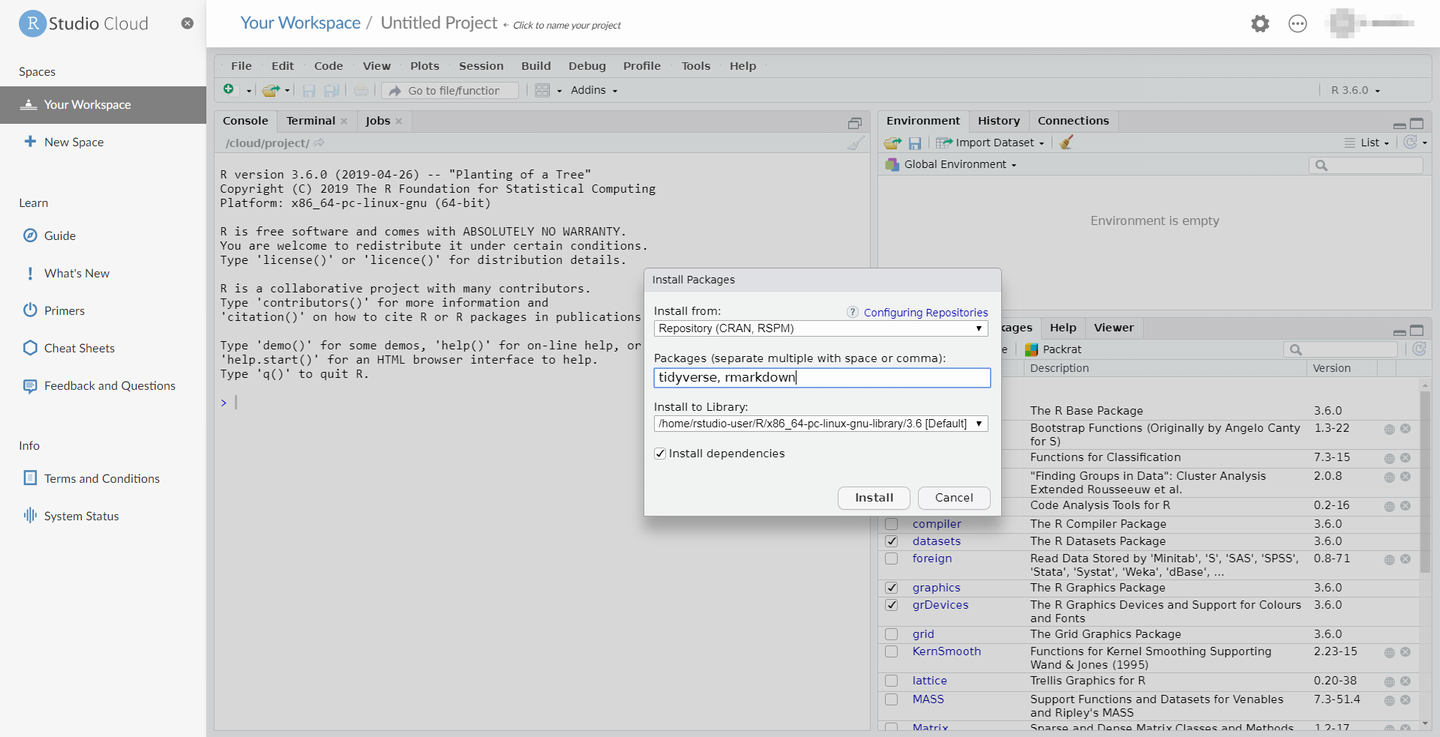 R Studio Cloud
Spaces
Your Workspace
New Space
Learn
Guide
What's New
Primers
Cheat Sheets
Feedback and Questions
Info
Terms and Conditions
System Status
Your Workspace / Untitled Project ← Click to name your project
File Edit Code View Plots Session Build Debug Profile Tools Help
Go to file/function Addins R 3.6.0
Console Terminal Jobs
/cloud/project/
R version 3.6.0 (2019-04-26) -- "Planting of a Tree"
Copyright (C) 2019 The R Foundation for Statistical Computing
Platform: x86_64-pc-linux-gnu (64-bit)
R is free software and comes with ABSOLUTELY NO WARRANTY.
You are welcome to redistribute it under certain conditions.
Type 'license()' or 'licence()' for distribution details.
R is a collaborative project with many contributors.
Type 'contributors()' for more information and
'citation()' on how to cite R or R packages in publications
Type 'demo()' for some demos, 'help()' for on-line help, or
'help.start()' for an HTML browser interface to help.
Type 'q()' to quit R.
>
Install Packages
Install from: ? Configuring Repositories
Repository (CRAN, RSPM)
Packages (separate multiple with space or comma):
tidyverse, rmarkdown
Install to Library:
/home/rstudio-user/R/x86_64-pc-linux-gnu-library/3.6 [Default]
Install dependencies
Install Cancel
Environment History Connections
Import Dataset List
Global Environment
Environment is empty
kages Help Viewer
e Packrat
Description Version
The R Base Package 3.6.0
Bootstrap Functions (Originally by Angelo Canty 1.3-22
for S)
Functions for Classification 7.3-15
"Finding Groups in Data": Cluster Analysis 2.0.8
Extended Rousseeuw et al.
Code Analysis Tools for R 0.2-16
compiler The R Compiler Package 3.6.0
datasets The R Datasets Package 3.6.0
foreign Read Data Stored by 'Minitab', 'S', 'SAS', 'SPSS', 0.8-71
'Stata', 'Systat', 'Weka', 'dBase', ...
graphics The R Graphics Package 3.6.0
grDevices The R Graphics Devices and Support for Colours 3.6.0
and Fonts
grid The Grid Graphics Package 3.6.0
KernSmooth Functions for Kernel Smoothing Supporting 2.23-15
Wand & Jones (1995)
lattice Trellis Graphics for R 0.20-38
MASS Support Functions and Datasets for Venables 7.3-51.4
and Ripley's MASS
Matrix Sparse and Dense Matrix Classes and Methods 1.2-17